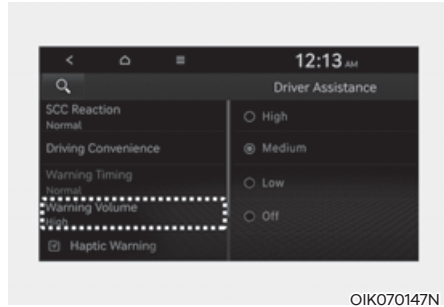 12:13 AM
Driver Assistance
SCC Reaction
Normal
Driving Convenience
Warning Timing
Normal
Warning Volume
High
Haptic Warning
High
Medium
Low
Off
OIK070147N